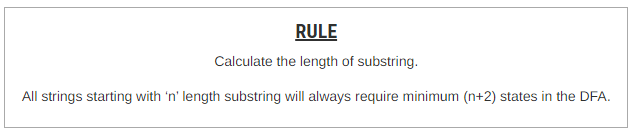 RULE
Calculate the length of substring.
All strings starting with ‘n’ length substring will always require minimum (n+2) states in the DFA.